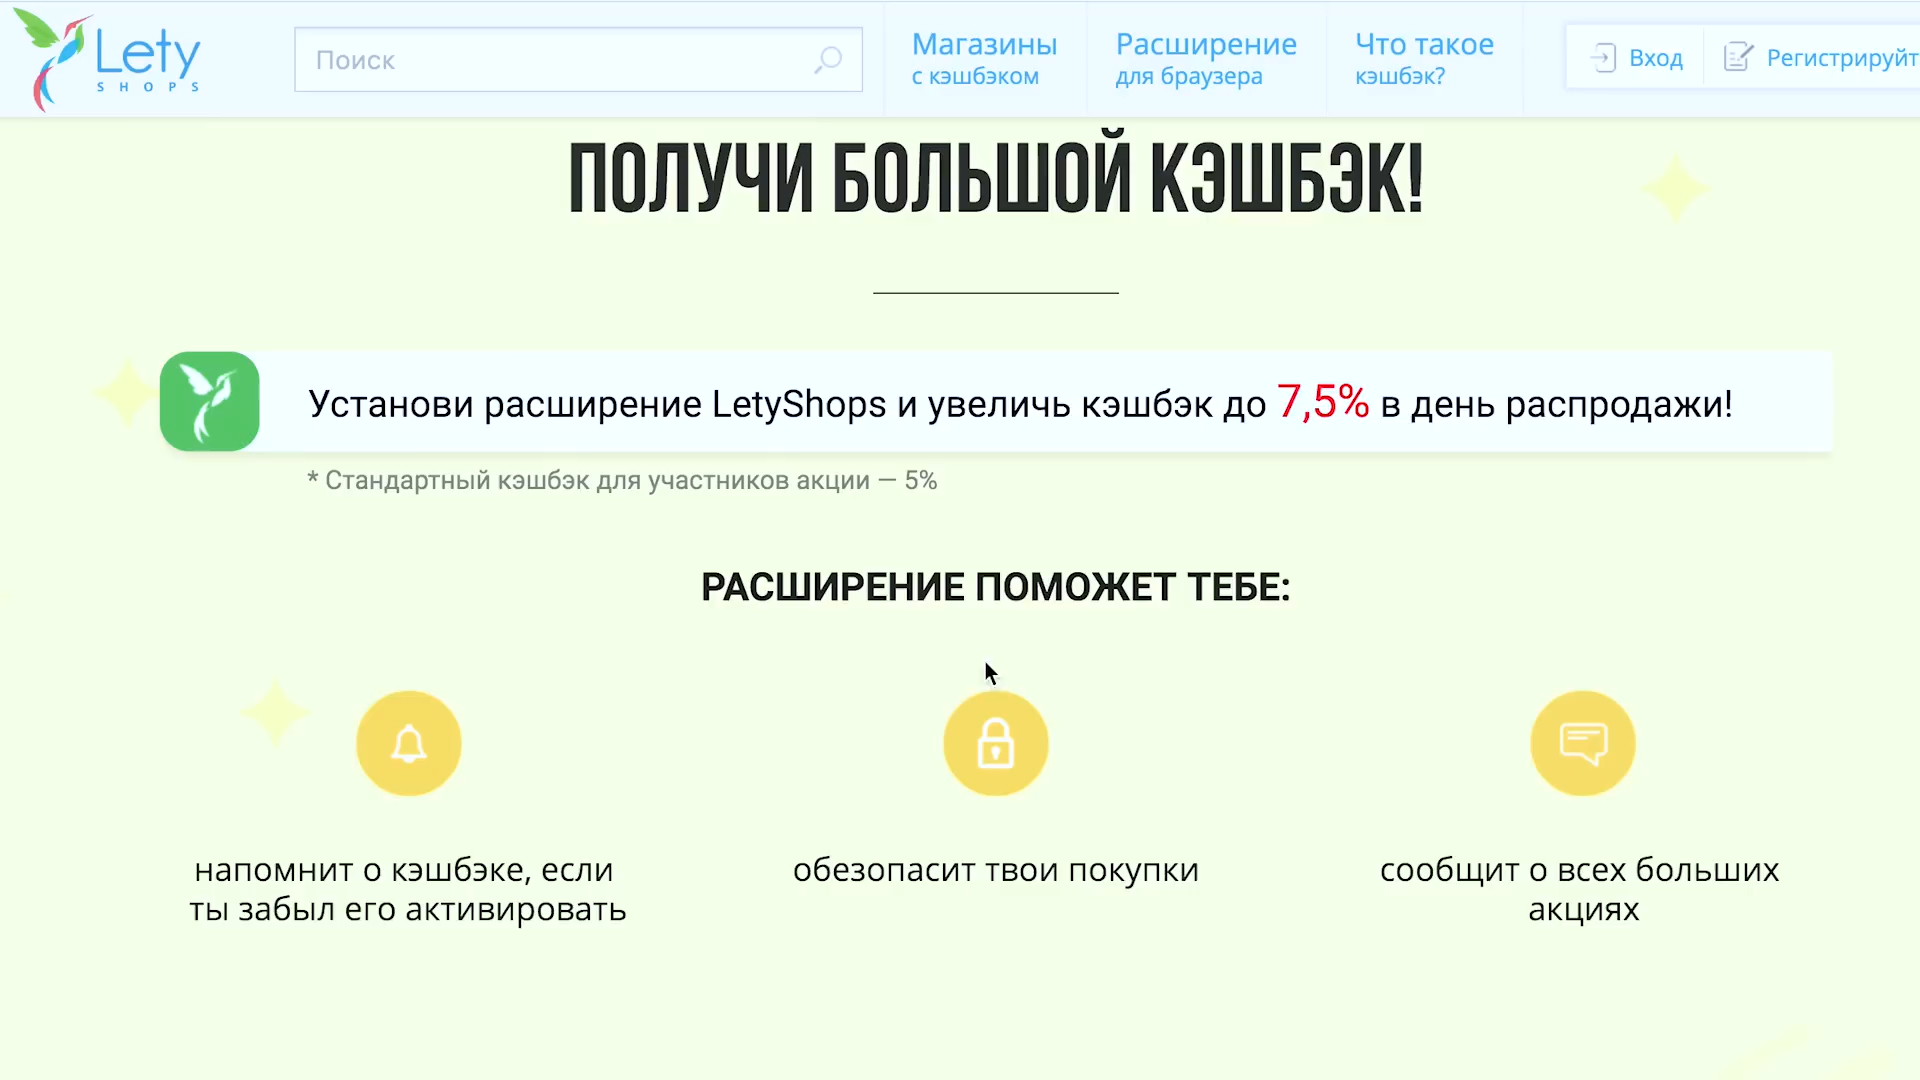 Lety
SHOPS
Поиск
Магазины
с кэшбэком
Расширение
для браузера
Что такое
кэшбэк?
Вход
Регистрируйт
ПОЛУЧИ БОЛЬШОЙ КЭШБЭК!
Установи расширение LetyShops и увеличь кэшбэк до 7,5% в день распродажи!
* Стандартный кэшбэк для участников акции — 5%
РАСШИРЕНИЕ ПОМОЖЕТ ТЕБЕ:
напомнит о кэшбэке, если
ты забыл его активировать
обезопасит твои покупки
сообщит о всех больших
акциях